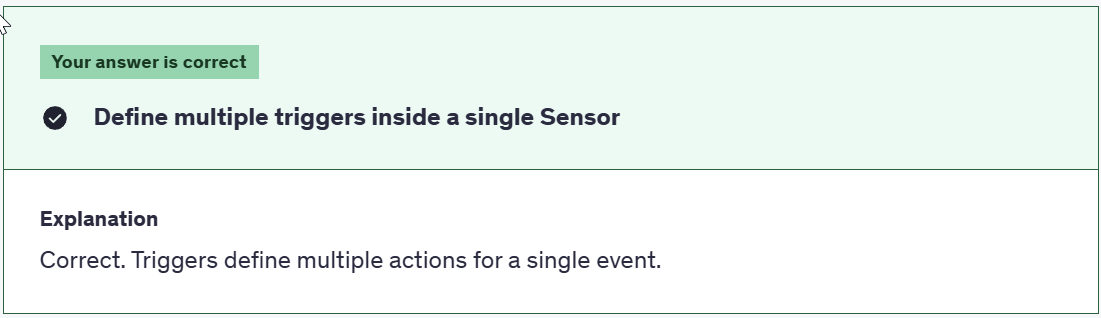 Your answer is correct
Define multiple triggers inside a single Sensor
Explanation
Correct. Triggers define multiple actions for a single event.